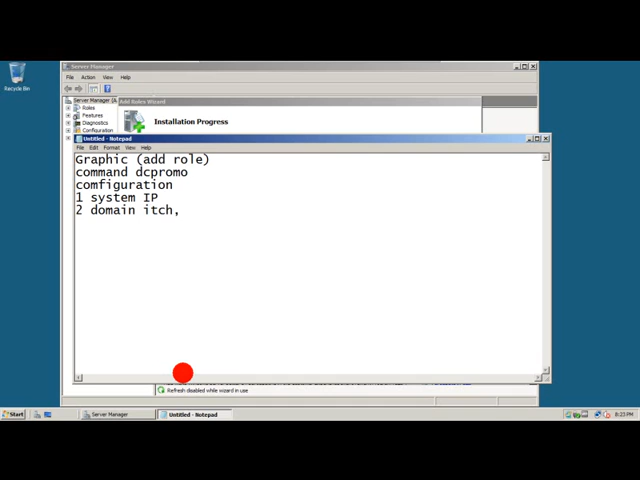 Recycle Bin
Server Manager
File Action View Help
Server Manager (A
Roles
Features
Diagnostics
Configuration
Add Roles Wizard
Installation Progress
Untitled - Notepad
File Edit Format View Help
Graphic (add role)
command dcpromo
comfiguration
1 system IP
2 domain itch,
Refresh disabled while wizard in use
Start
Server Manager
Untitled - Notepad
8:23 PM